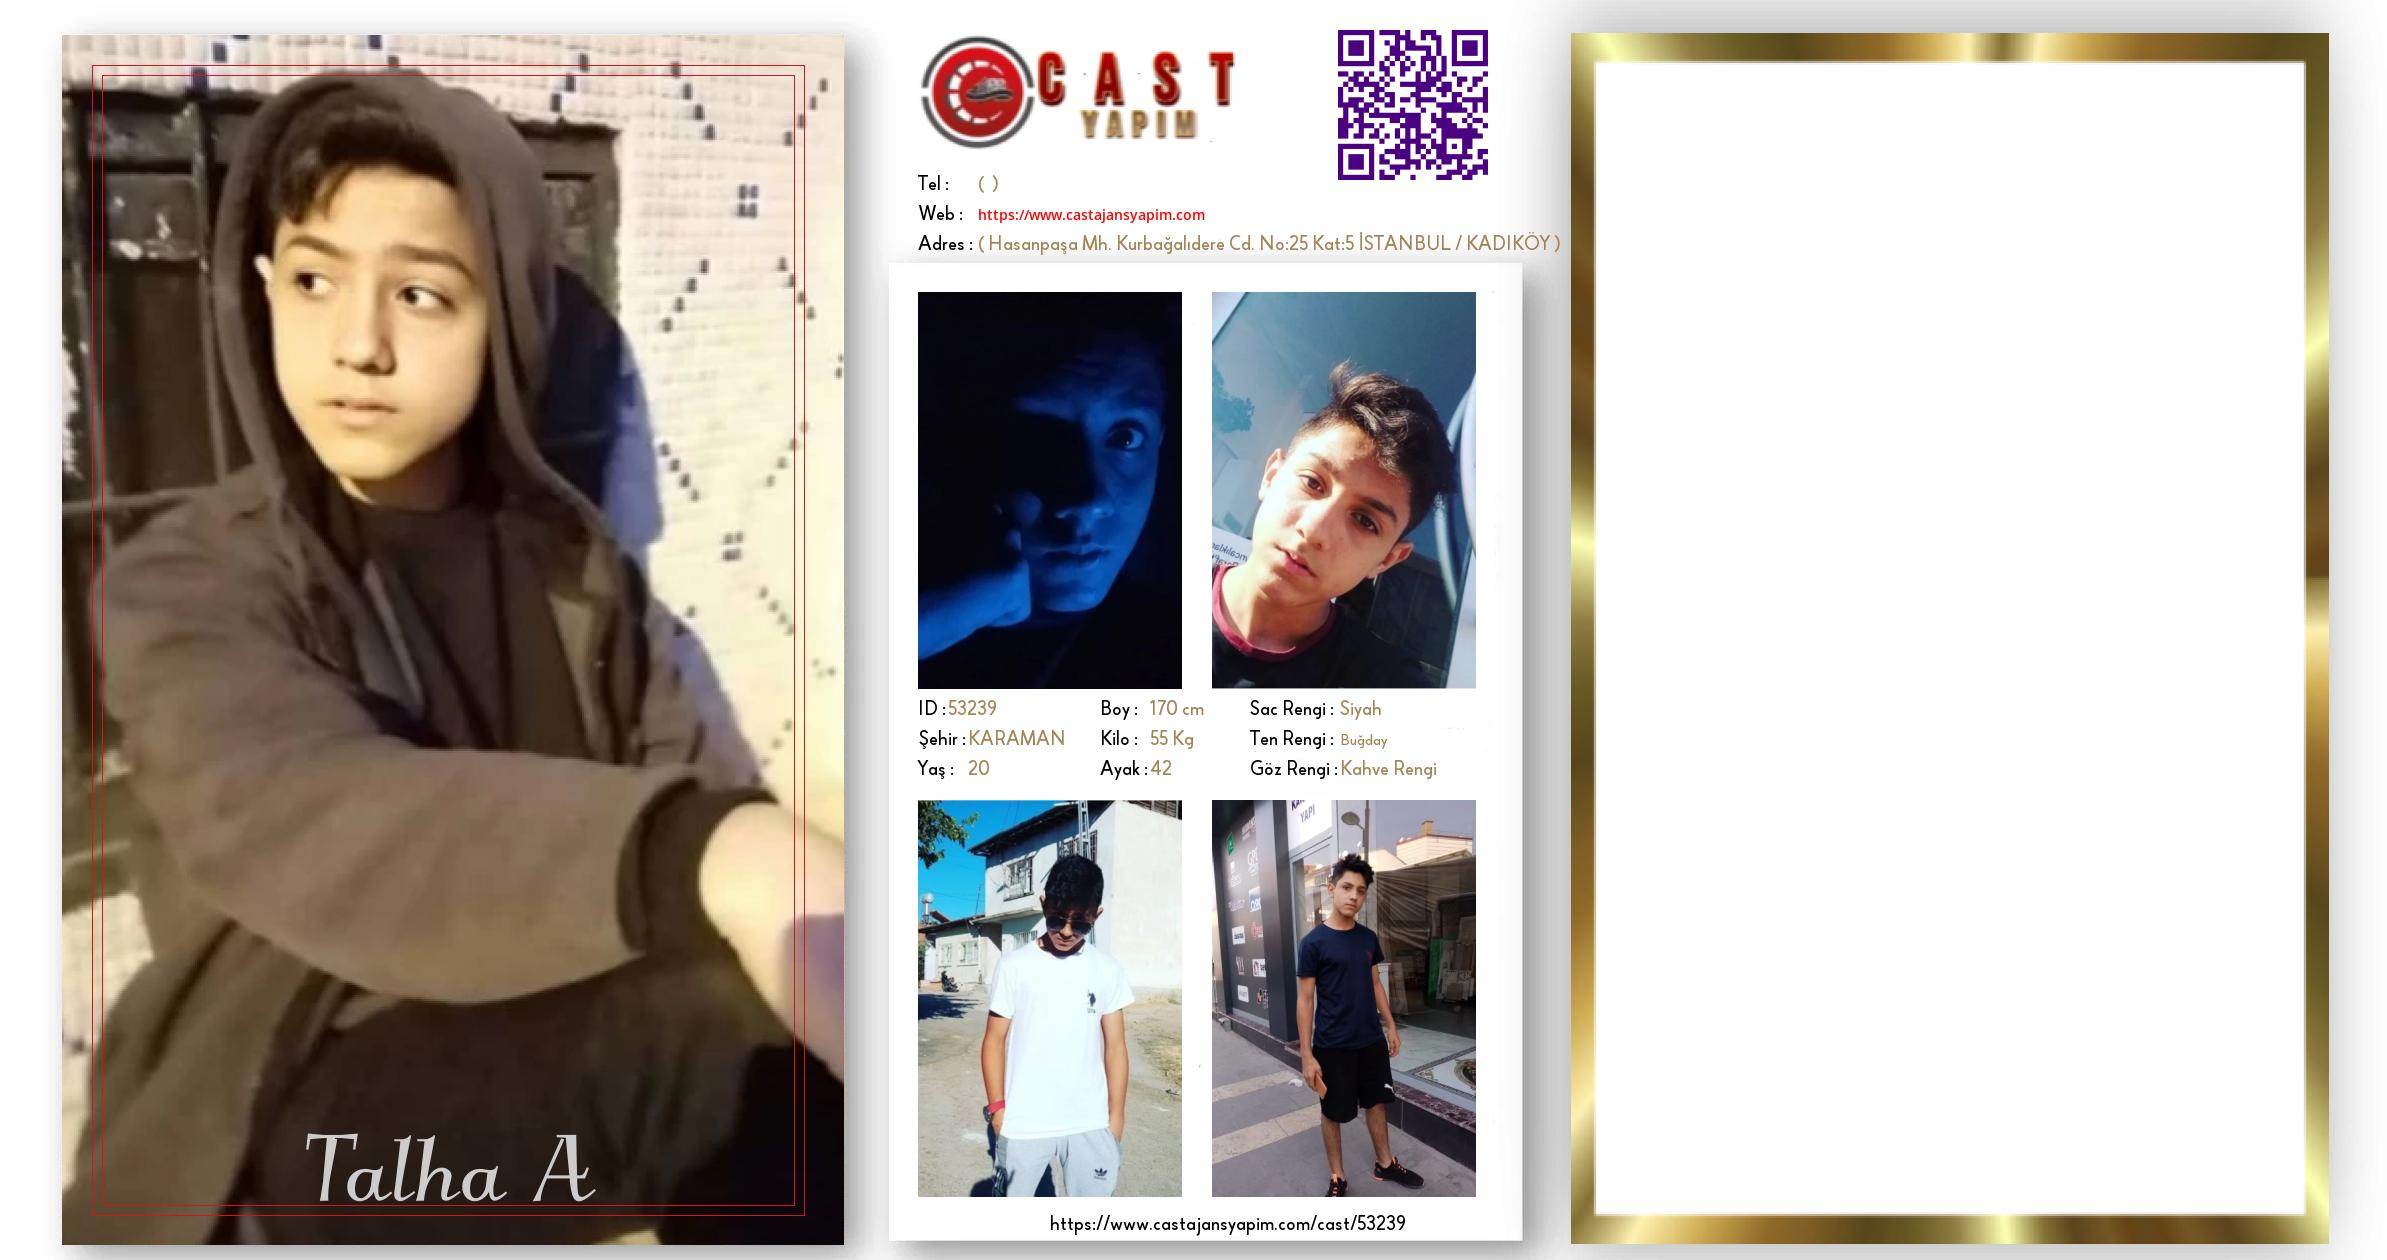 Talha A
CAST
YAPIM
Tel : ( )
Web : https://www.castajansyapim.com
Adres : ( Hasanpaşa Mh. Kurbağalıdere Cd. No:25 Kat:5 İSTANBUL / KADIKÖY )
ID : 53239 Boy : 170 cm Sac Rengi : Siyah
Şehir : KARAMAN Kilo : 55 Kg Ten Rengi : Buğday
Yaş : 20 Ayak : 42 Göz Rengi : Kahve Rengi
YAPI
https://www.castajansyapim.com/cast/53239